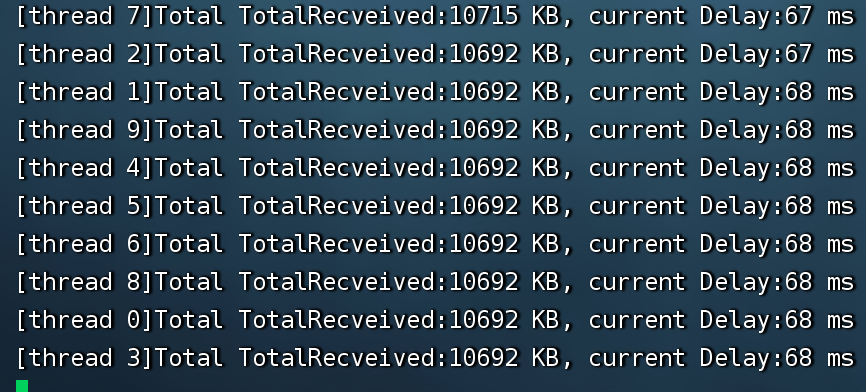 [thread 7]Total TotalRecveived:10715 KB, current Delay:67 ms
[thread 2]Total TotalRecveived:10692 KB, current Delay:67 ms
[thread 1]Total TotalRecveived:10692 KB, current Delay:68 ms
[thread 9]Total TotalRecveived:10692 KB, current Delay:68 ms
[thread 4]Total TotalRecveived:10692 KB, current Delay:68 ms
[thread 5]Total TotalRecveived:10692 KB, current Delay:68 ms
[thread 6]Total TotalRecveived:10692 KB, current Delay:68 ms
[thread 8]Total TotalRecveived:10692 KB, current Delay:68 ms
[thread 0]Total TotalRecveived:10692 KB, current Delay:68 ms
[thread 3]Total TotalRecveived:10692 KB, current Delay:68 ms